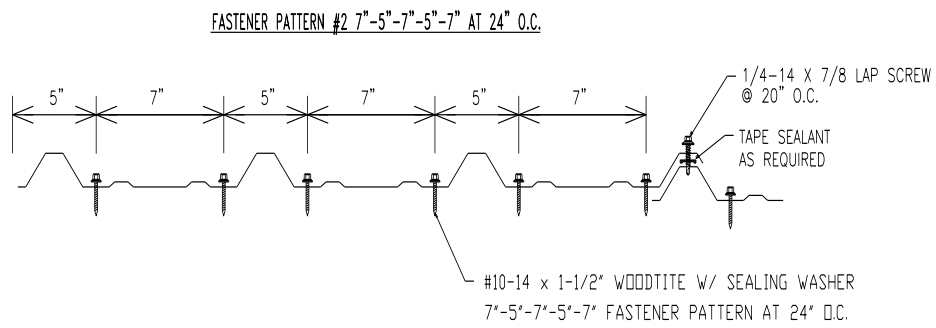 FASTENER PATTERN #2 7"-5"-7"-5"-7" AT 24" O.C.
5" 7" 5" 7" 5" 7"
1/4-14 X 7/8 LAP SCREW
@ 20" O.C.
TAPE SEALANT
AS REQUIRED
#10-14 x 1-1/2" WOODTITE W/ SEALING WASHER
7"-5"-7"-5"-7" FASTENER PATTERN AT 24" O.C.